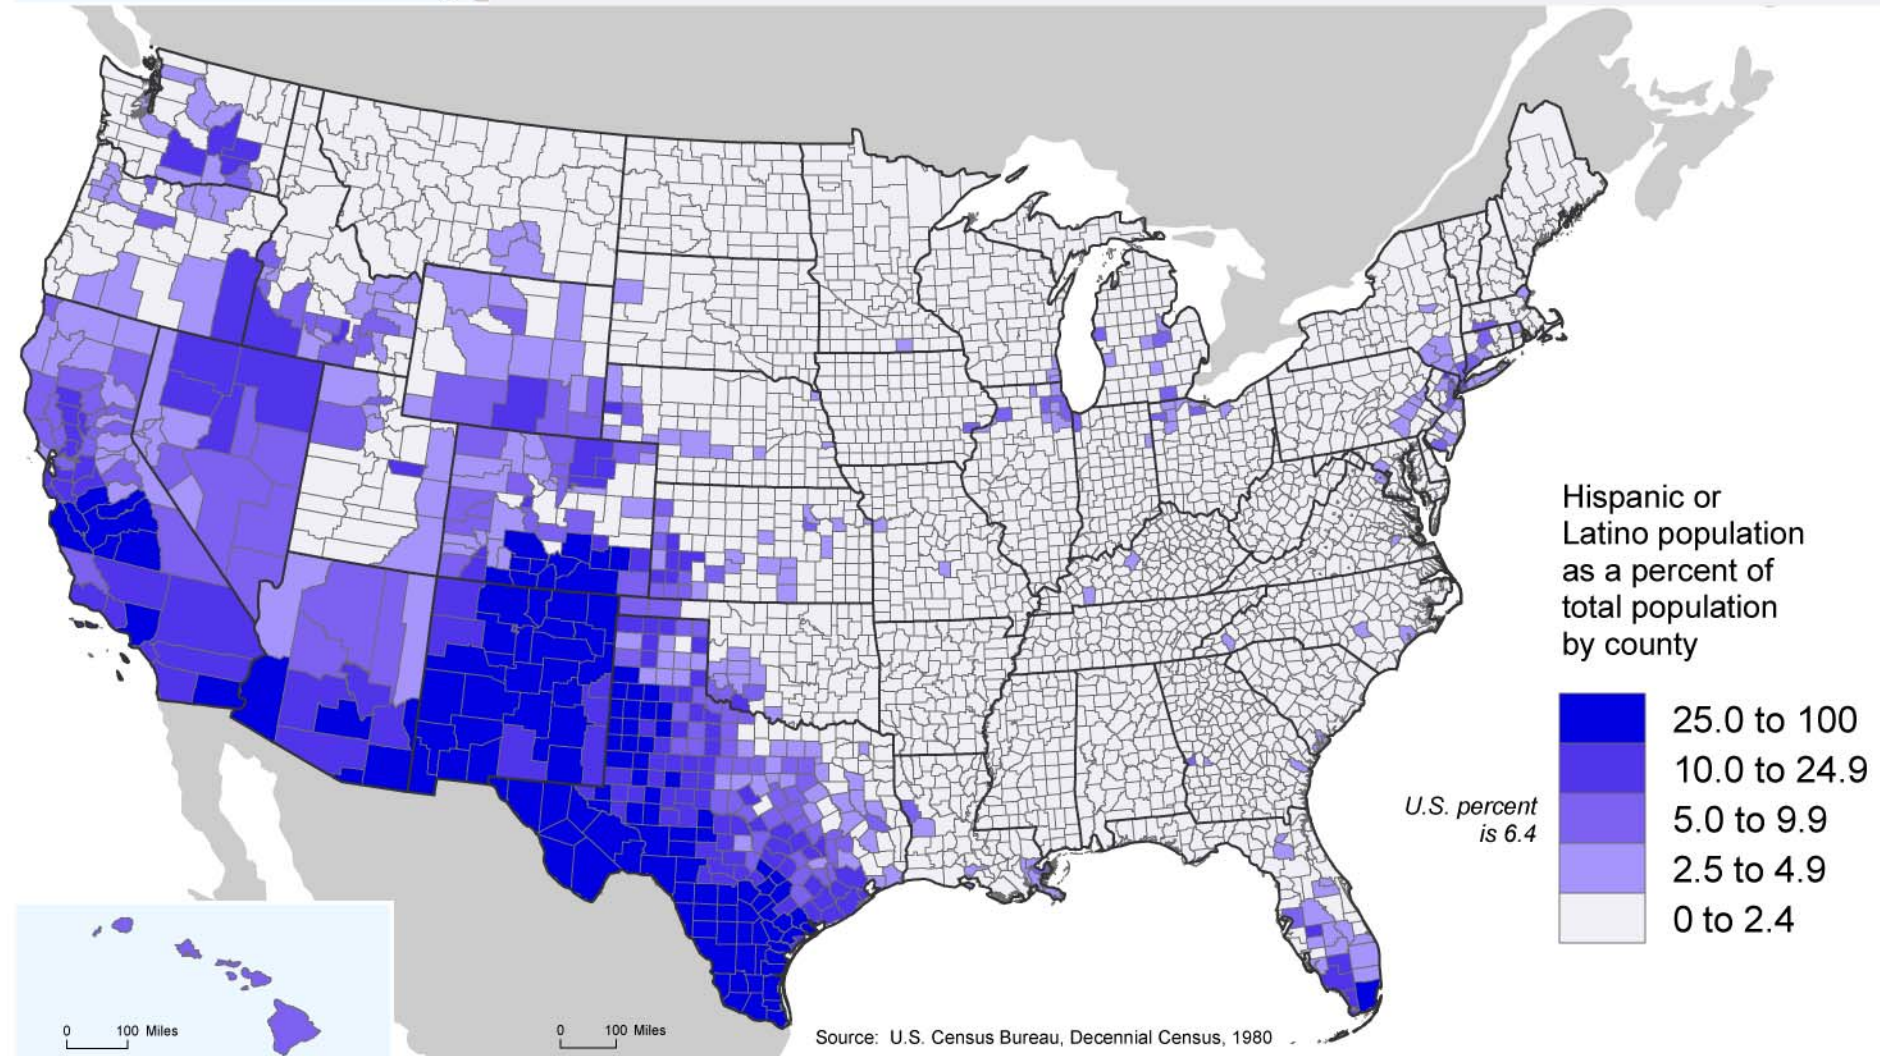 Hispanic or
Latino population
as a percent of
total population
by county
25.0 to 100
10.0 to 24.9
5.0 to 9.9
2.5 to 4.9
0 to 2.4
U.S. percent
is 6.4
0 100 Miles
0 100 Miles
Source: U.S. Census Bureau, Decennial Census, 1980